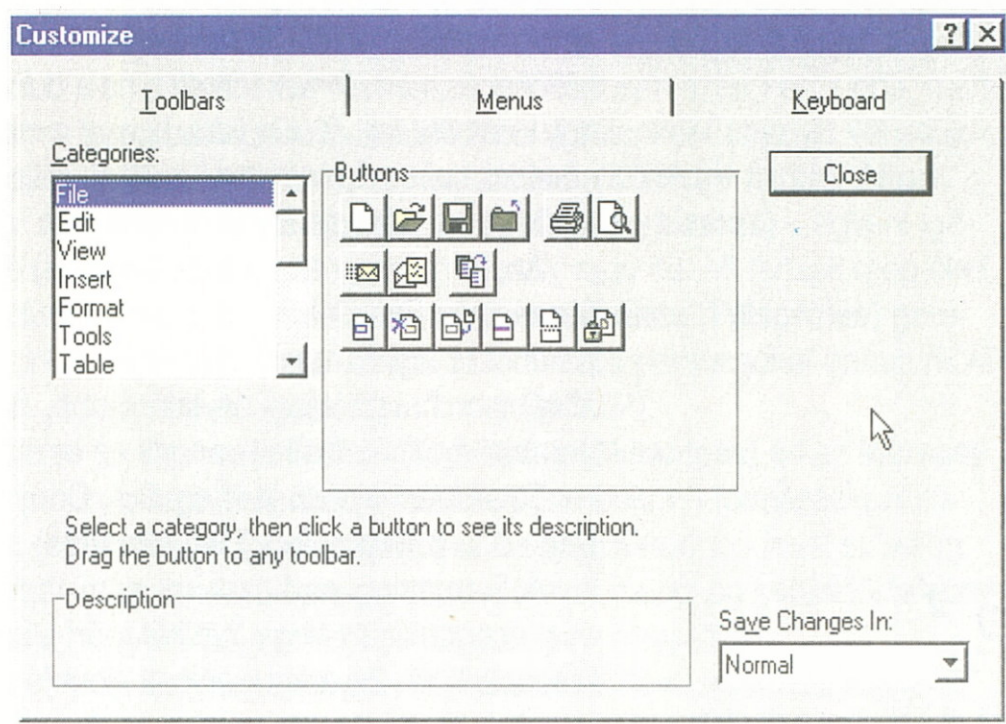 Customize
Toolbars Menus Keyboard
Categories:
File
Edit
View
Insert
Format
Tools
Table
Buttons
Close
Select a category, then click a button to see its description.
Drag the button to any toolbar.
Description
Save Changes In:
Normal